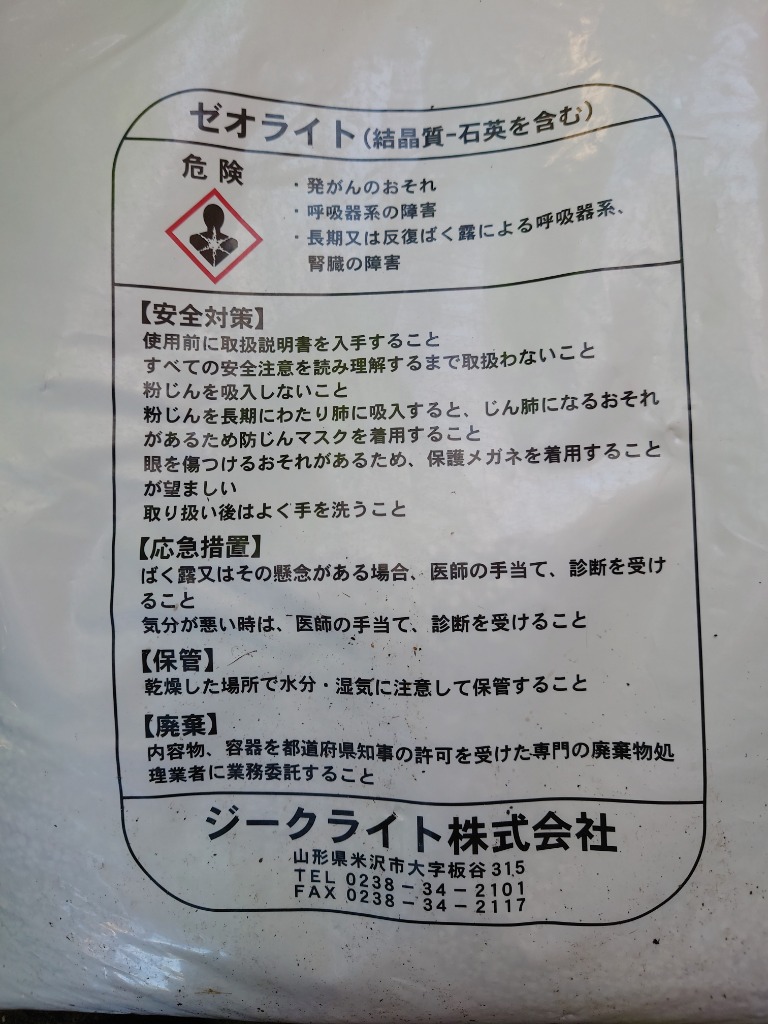 ゼオライト(結晶質-石英を含む)
危険
・発がんのおそれ
・呼吸器系の障害
・長期又は反復ばく露による呼吸器系、
腎臓の障害
【安全対策】
使用前に取扱説明書を入手すること
すべての安全注意を読み理解するまで取扱わないこと
粉じんを吸入しないこと
粉じんを長期にわたり肺に吸入すると、じん肺になるおそれ
があるため防じんマスクを着用すること
眼を傷つけるおそれがあるため、保護メガネを着用すること
が望ましい
取り扱い後はよぐ手を洗うこと
【応急措置】
ばく露又はその懸念がある場合、医師の手当て、診断を受け
ること
気分が悪い時は、医師の手当て、診断を受けること
【保管】
乾燥した場所で水分・湿気に注意して保管すること
【廃棄】
内容物、容器を都道府県知事の許可を受けた専門の廃棄物処
理業者に業務委託すること
ジークライト株式会社
山形県米沢市大字板谷315
TEL 0238-34-2101
FAX 0238-34-2117